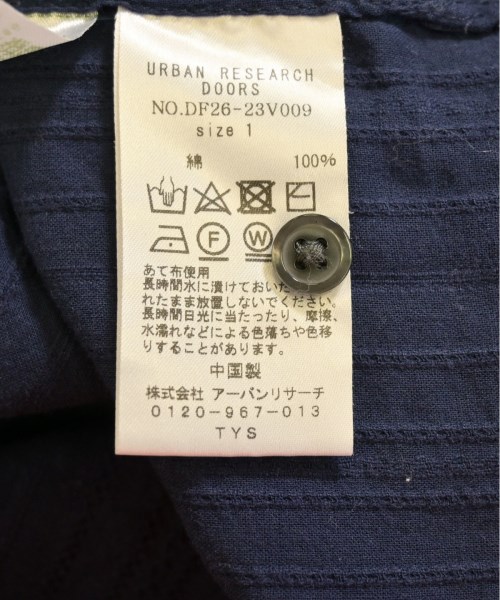 URBAN RESEARCH
DOORS
NO.DF26-23V009
size 1
綿 100%
F W
あて布使用
長時間水に漬けておいた
れたまま放置しないでください。
長時間日光に当たったり、摩擦、
水濡れなどによる色落ちや色移
りすることがあります。
中国製
株式会社 アーバンリサーチ
0120-967-013
TYS